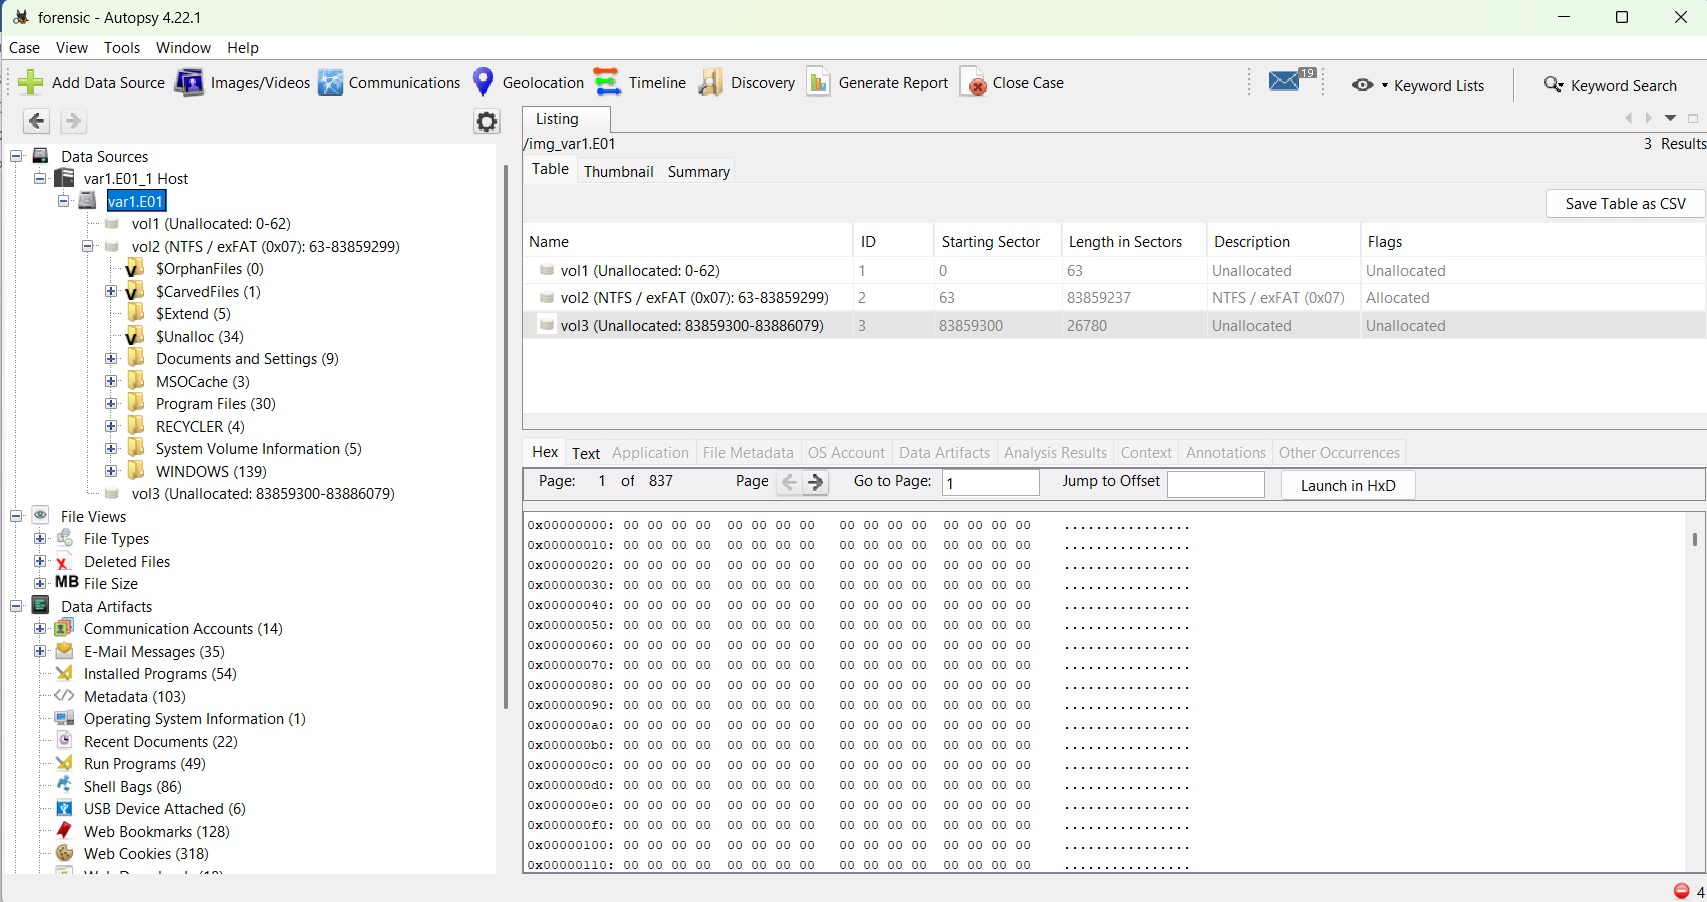 forensic - Autopsy 4.22.1
Case View Tools Window Help
Add Data Source Images/Videos Communications Geolocation Timeline Discovery Generate Report Close Case 19 Keyword Lists Keyword Search
Data Sources
var1.E01_1 Host
var1.E01
vol1 (Unallocated: 0-62)
vol2 (NTFS / exFAT (0x07): 63-83859299)
$OrphanFiles (0)
$CarvedFiles (1)
$Extend (5)
$Unalloc (34)
Documents and Settings (9)
MSOCache (3)
Program Files (30)
RECYCLER (4)
System Volume Information (5)
WINDOWS (139)
vol3 (Unallocated: 83859300-83886079)
File Views
File Types
Deleted Files
MB File Size
Data Artifacts
Communication Accounts (14)
E-Mail Messages (35)
Installed Programs (54)
Metadata (103)
Operating System Information (1)
Recent Documents (22)
Run Programs (49)
Shell Bags (86)
USB Device Attached (6)
Web Bookmarks (128)
Web Cookies (318)
Listing
/img_var1.E01
3 Results
Table Thumbnail Summary
Save Table as CSV
Name ID Starting Sector Length in Sectors Description Flags
vol1 (Unallocated: 0-62) 1 0 63 Unallocated Unallocated
vol2 (NTFS / exFAT (0x07): 63-83859299) 2 63 83859237 NTFS / exFAT (0x07) Allocated
vol3 (Unallocated: 83859300-83886079) 3 83859300 26780 Unallocated Unallocated
Hex Text Application File Metadata OS Account Data Artifacts Analysis Results Context Annotations Other Occurrences
Page: 1 of 837 Page Go to Page: 1 Jump to Offset Launch in HxD
0x00000000: 00 00 00 00 00 00 00 00 00 00 00 00 00 00 00 00 ................
0x00000010: 00 00 00 00 00 00 00 00 00 00 00 00 00 00 00 00 ................
0x00000020: 00 00 00 00 00 00 00 00 00 00 00 00 00 00 00 00 ................
0x00000030: 00 00 00 00 00 00 00 00 00 00 00 00 00 00 00 00 ................
0x00000040: 00 00 00 00 00 00 00 00 00 00 00 00 00 00 00 00 ................
0x00000050: 00 00 00 00 00 00 00 00 00 00 00 00 00 00 00 00 ................
0x00000060: 00 00 00 00 00 00 00 00 00 00 00 00 00 00 00 00 ................
0x00000070: 00 00 00 00 00 00 00 00 00 00 00 00 00 00 00 00 ................
0x00000080: 00 00 00 00 00 00 00 00 00 00 00 00 00 00 00 00 ................
0x00000090: 00 00 00 00 00 00 00 00 00 00 00 00 00 00 00 00 ................
0x000000a0: 00 00 00 00 00 00 00 00 00 00 00 00 00 00 00 00 ................
0x000000b0: 00 00 00 00 00 00 00 00 00 00 00 00 00 00 00 00 ................
0x000000c0: 00 00 00 00 00 00 00 00 00 00 00 00 00 00 00 00 ................
0x000000d0: 00 00 00 00 00 00 00 00 00 00 00 00 00 00 00 00 ................
0x000000e0: 00 00 00 00 00 00 00 00 00 00 00 00 00 00 00 00 ................
0x000000f0: 00 00 00 00 00 00 00 00 00 00 00 00 00 00 00 00 ................
0x00000100: 00 00 00 00 00 00 00 00 00 00 00 00 00 00 00 00 ................
0x00000110: 00 00 00 00 00 00 00 00 00 00 00 00 00 00 00 00 ................
4